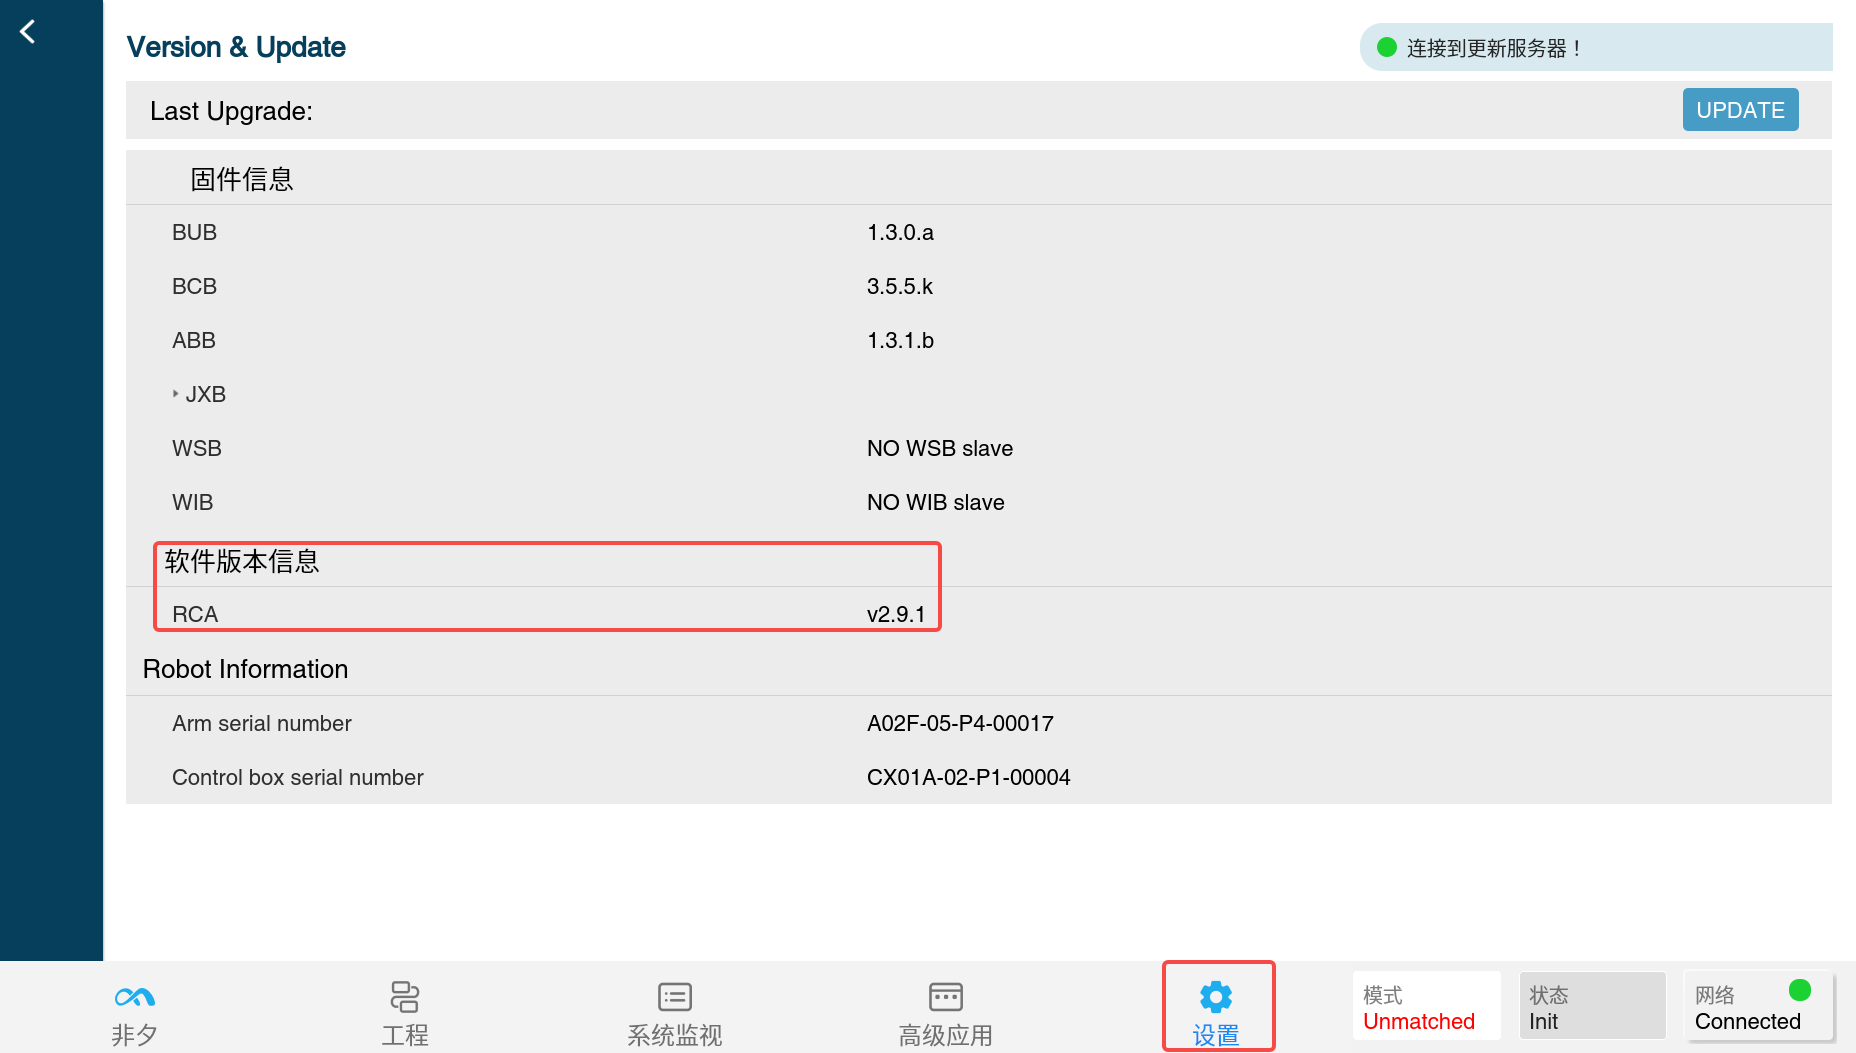 Version & Update
连接到更新服务器！
Last Upgrade:
UPDATE
固件信息
BUB 1.3.0.a
BCB 3.5.5.k
ABB 1.3.1.b
JXB
WSB NO WSB slave
WIB NO WIB slave
软件版本信息
RCA v2.9.1
Robot Information
Arm serial number A02F-05-P4-00017
Control box serial number CX01A-02-P1-00004
非夕
工程
系统监视
高级应用
设置
模式
Unmatched
状态
Init
网络
Connected